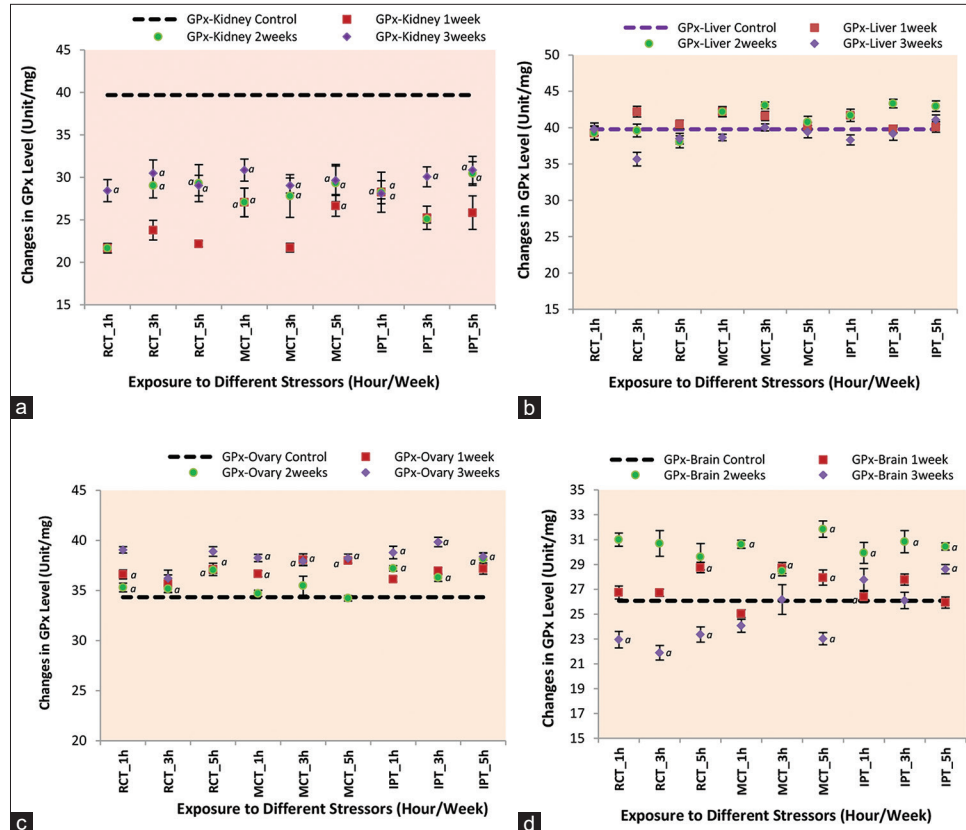 GPx-Kidney Control GPx-Kidney 1week
GPx-Kidney 2weeks GPx-Kidney 3weeks
Changes in GPx Level (Unit/mg)
45
40
35
30
25
20
15
a a a a a a a a a a a a a a a a a
RCT_1h RCT_3h RCT_5h MCT_1h MCT_3h MCT_5h IPT_1h IPT_3h IPT_5h
Exposure to Different Stressors (Hour/Week)
a
GPx-Liver Control GPx-Liver 1week
GPx-Liver 2weeks GPx-Liver 3weeks
Changes in GPx Level (Unit/mg)
50
45
40
35
30
25
20
15
RCT_1h RCT_3h RCT_5h MCT_1h MCT_3h MCT_5h IPT_1h IPT_3h IPT_5h
Exposure to Different Stressors (Hour/Week)
b
GPx-Ovary Control GPx-Ovary 1week
GPx-Ovary 2weeks GPx-Ovary 3weeks
Changes in GPx Level (Unit/mg)
45
40
35
30
25
20
a a a a a a a a a a a a a
RCT_1h RCT_3h RCT_5h MCT_1h MCT_3h MCT_5h IPT_1h IPT_3h IPT_5h
Exposure to Different Stressors (Hour/Week)
c
GPx-Brain Control GPx-Brain 1week
GPx-Brain 2weeks GPx-Brain 3weeks
Changes in GPx Level (Unit/mg)
35
33
31
29
27
25
23
21
19
17
15
a a a a a a a a a a a
RCT_1h RCT_3h RCT_5h MCT_1h MCT_3h MCT_5h IPT_1h IPT_3h IPT_5h
Exposure to Different Stressors (Hour/Week)
d